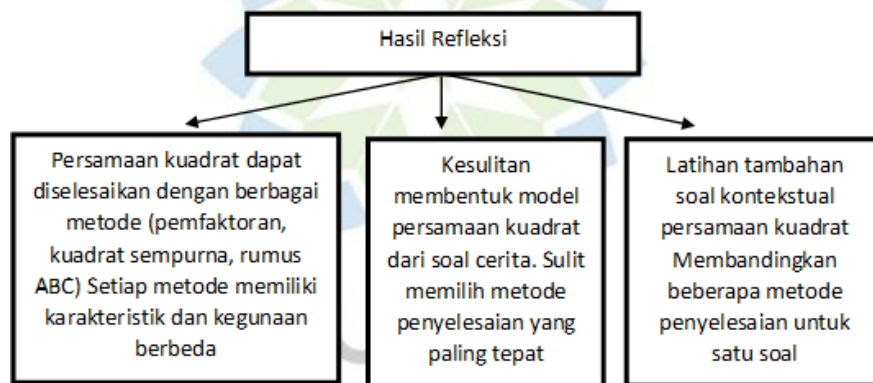 Hasil Refleksi
Persamaan kuadrat dapat
diselesaikan dengan berbagai
metode (pemfaktoran,
kuadrat sempurna, rumus
ABC) Setiap metode memiliki
karakteristik dan kegunaan
berbeda
Kesulitan
membentuk model
persamaan kuadrat
dari soal cerita. Sulit
memilih metode
penyelesaian yang
paling tepat
Latihan tambahan
soal kontekstual
persamaan kuadrat
Membandingkan
beberapa metode
penyelesaian untuk
satu soal